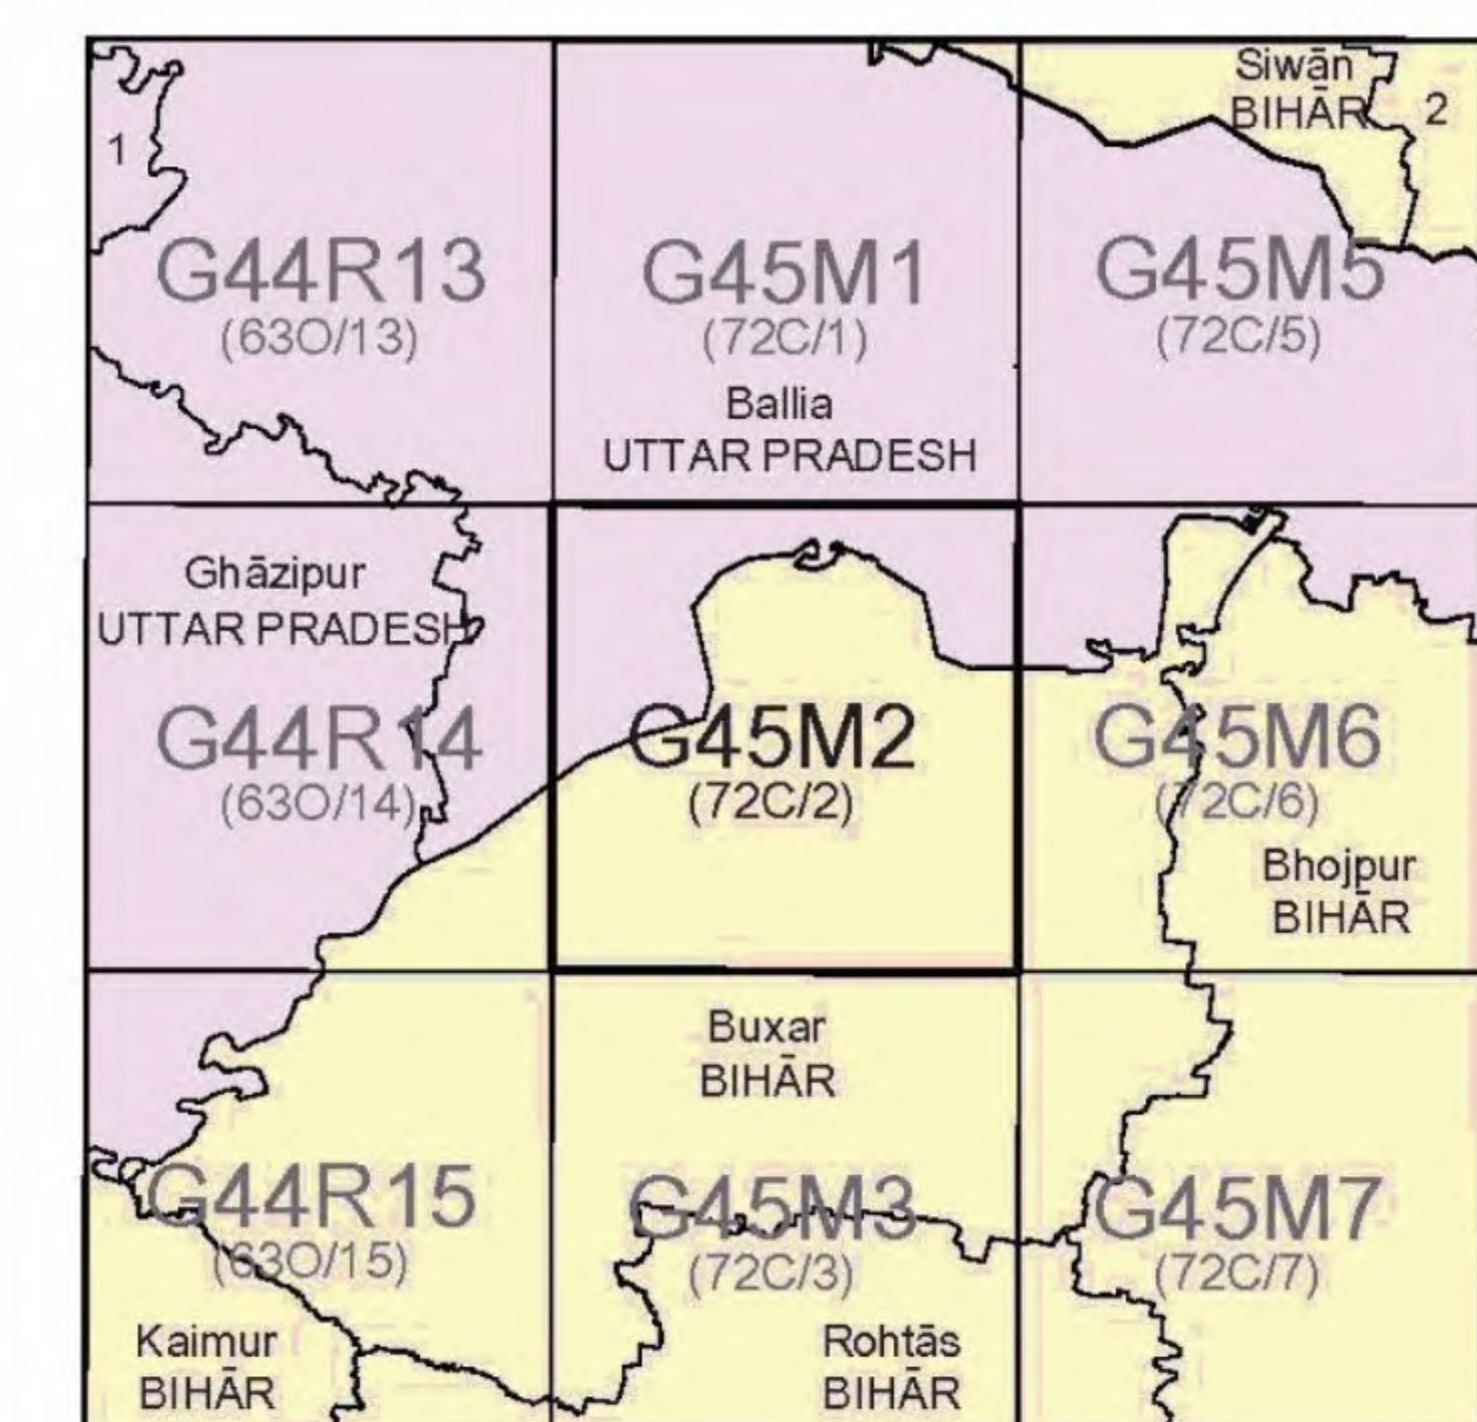 Siwān
BIHĀR
2
1
G44R13
(63O/13)
G45M1
(72C/1)
G45M5
(72C/5)
Ballia
UTTAR PRADESH
Ghāzipur
UTTAR PRADESH
G44R14
(63O/14)
G45M2
(72C/2)
G45M6
(72C/6)
Bhojpur
BIHĀR
Buxar
BIHĀR
G44R15
(63O/15)
G45M3
(72C/3)
G45M7
(72C/7)
Kaimur
BIHĀR
Rohtās
BIHĀR